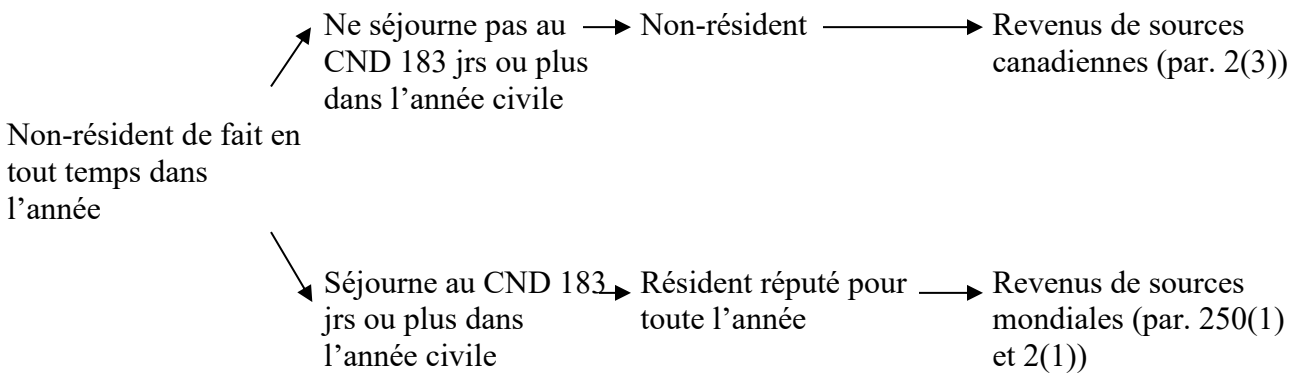 Non-résident de fait en
tout temps dans
l’année
Ne séjourne pas au
CND 183 jrs ou plus
dans l’année civile
Non-résident
Revenus de sources
canadiennes (par. 2(3))
Séjourne au CND 183
jrs ou plus dans
l’année civile
Résident réputé pour
toute l’année
Revenus de sources
mondiales (par. 250(1)
et 2(1))